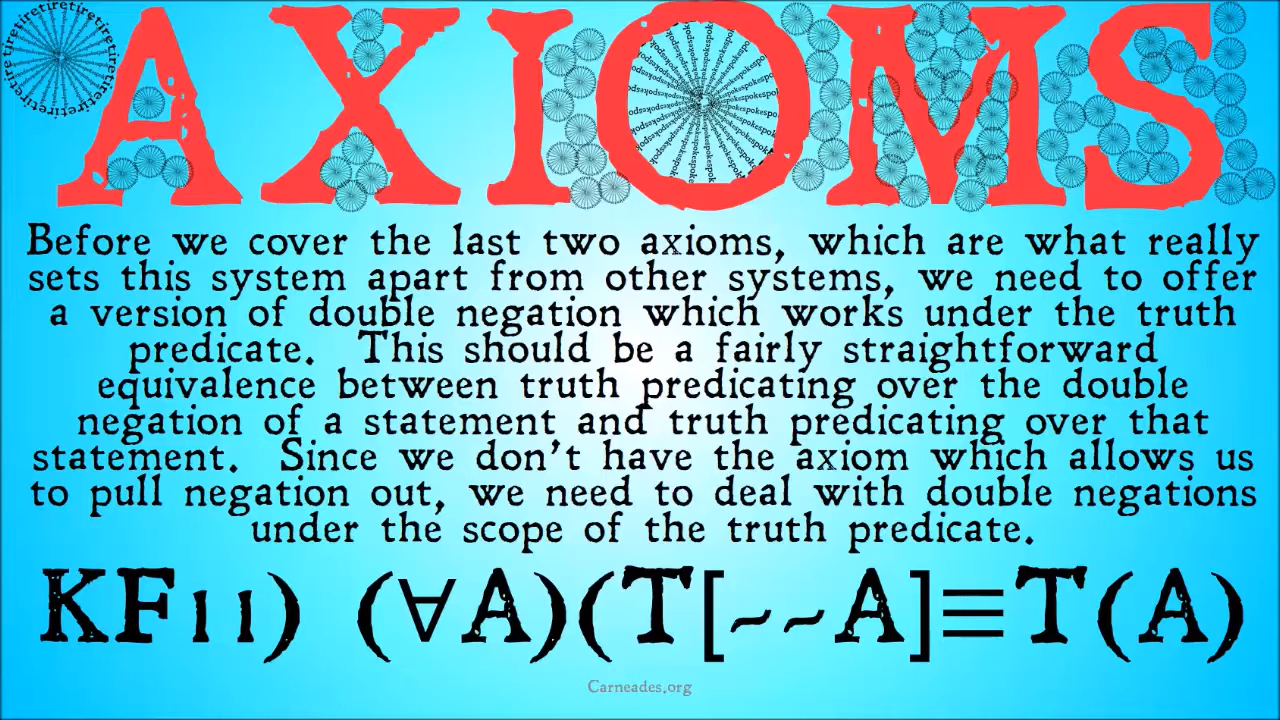 AXIOMS
Before we cover the last two axioms, which are what really
sets this system apart from other systems, we need to offer
a version of double negation which works under the truth
predicate. This should be a fairly straightforward
equivalence between truth predicating over the double
negation of a statement and truth predicating over that
statement. Since we don't have the axiom which allows us
to pull negation out, we need to deal with double negations
under the scope of the truth predicate.
KF11) (∀A)(T[~~A]≡T(A)
Carneades.org